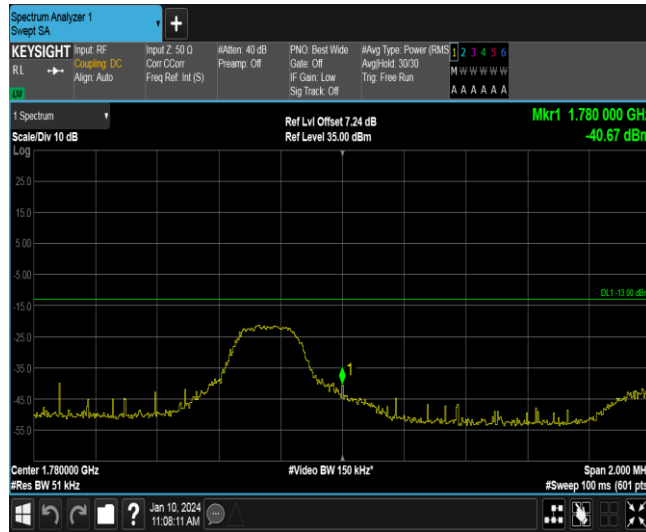 Spectrum Analyzer 1
Swept SA
KEYSIGHT
RL
LXI
Input: RF
Coupling: DC
Align: Auto
Input Z: 50 Ω
Corr CCorr
Freq Ref: Int (S)
#Atten: 40 dB
Preamp: Off
PNO: Best Wide
Gate: Off
IF Gain: Low
Sig Track: Off
#Avg Type: Power (RMS
Avg|Hold: 30/30
Trig: Free Run
1 2 3 4 5 6
M W W W W W
A A A A A A
1 Spectrum
Scale/Div 10 dB
Ref Lvl Offset 7.24 dB
Ref Level 35.00 dBm
Mkr1 1.780 000 GHz
-40.67 dBm
Log
25.0
15.0
5.00
-5.00
DL1 -13.00 dBm
-15.0
-25.0
-35.0
1
-45.0
-55.0
Center 1.780000 GHz
#Video BW 150 kHz*
Span 2.000 MH
#Res BW 51 kHz
#Sweep 100 ms (601 pts
?
Jan 10, 2024
11:08:11 AM